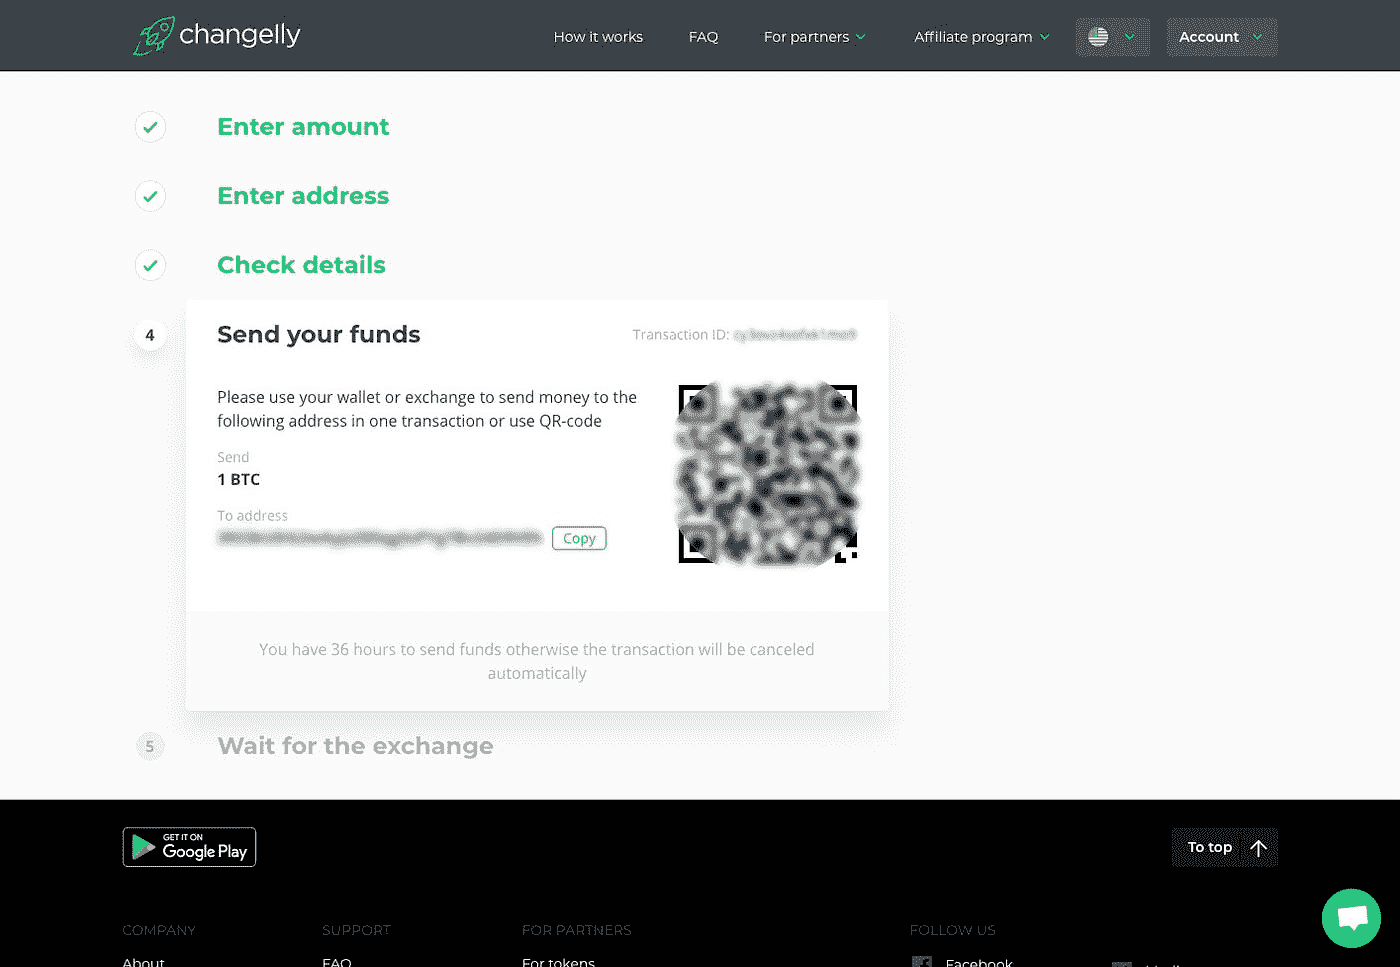 changelly
How it works
FAQ
For partners
Affiliate program
Account
Enter amount
Enter address
Check details
4
Send your funds
Transaction ID:
Please use your wallet or exchange to send money to the
following address in one transaction or use QR-code
Send
1 BTC
To address
Copy
You have 36 hours to send funds otherwise the transaction will be canceled
automatically
5
Wait for the exchange
GET IT ON
Google Play
To top
COMPANY
SUPPORT
FOR PARTNERS
FOLLOW US
About
FAQ
For tokens
Facebook